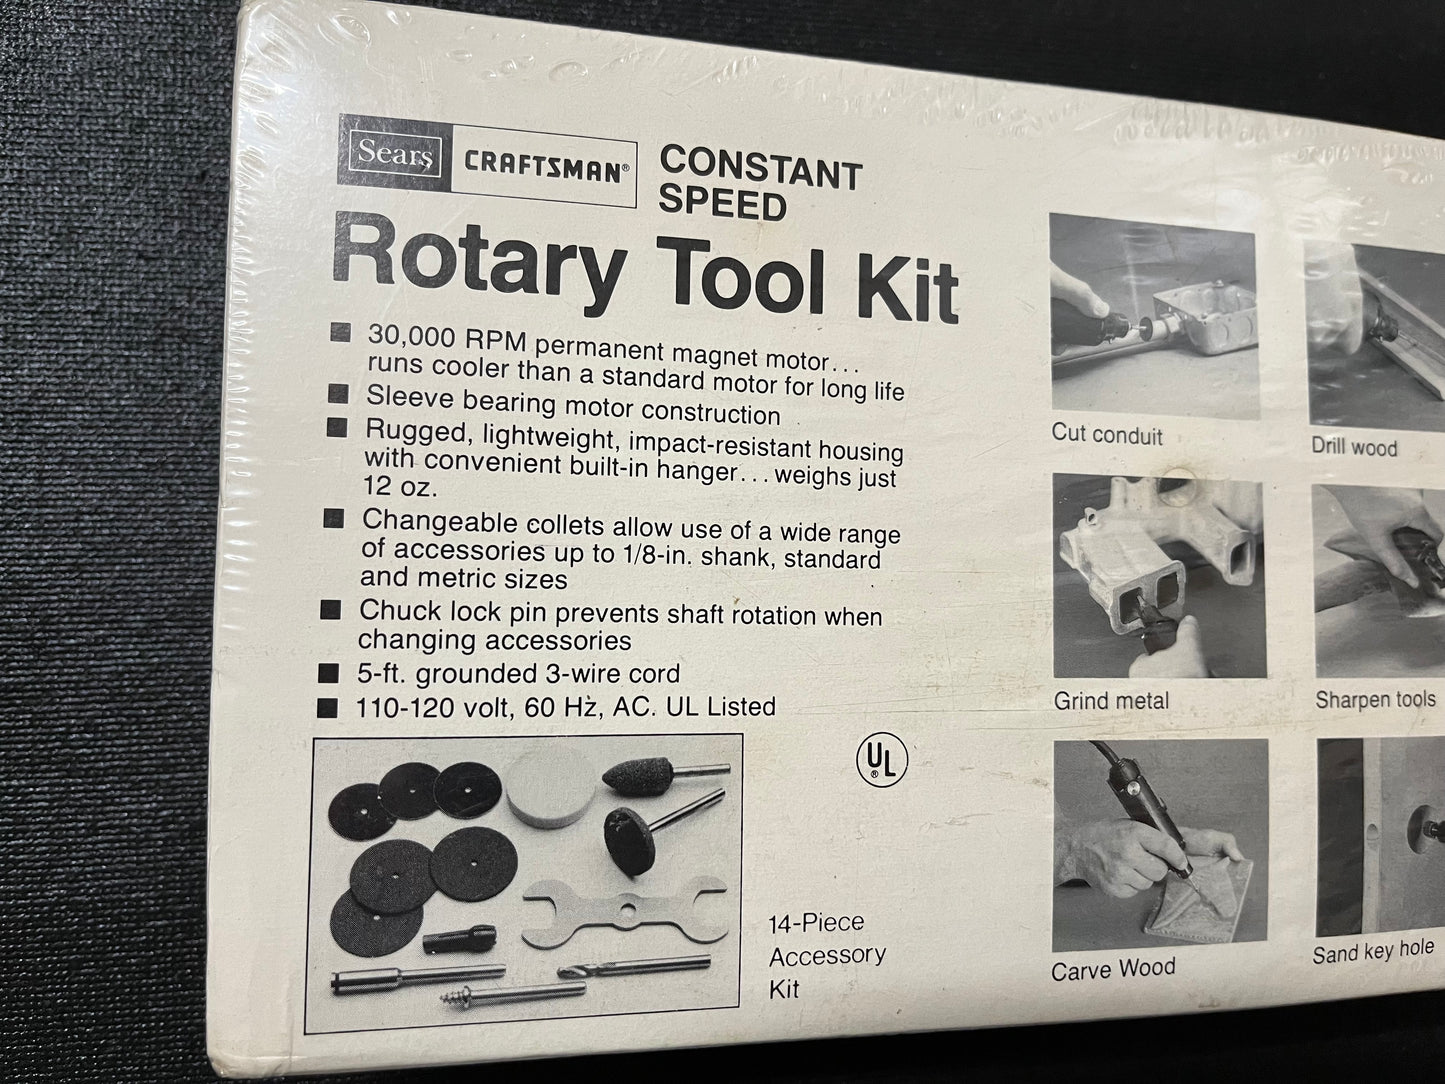 Sears CRAFTSMAN®
CONSTANT
SPEED
Rotary Tool Kit
■ 30,000 RPM permanent magnet motor...
runs cooler than a standard motor for long life
■ Sleeve bearing motor construction
■ Rugged, lightweight, impact-resistant housing
with convenient built-in hanger... weighs just
12 oz.
■ Changeable collets allow use of a wide range
of accessories up to 1/8-in. shank, standard
and metric sizes
■ Chuck lock pin prevents shaft rotation when
changing accessories
■ 5-ft. grounded 3-wire cord
■ 110-120 volt, 60 Hz, AC. UL Listed
UL®
14-Piece
Accessory
Kit
Cut conduit
Drill wood
Grind metal
Sharpen tools
Carve Wood
Sand key hole